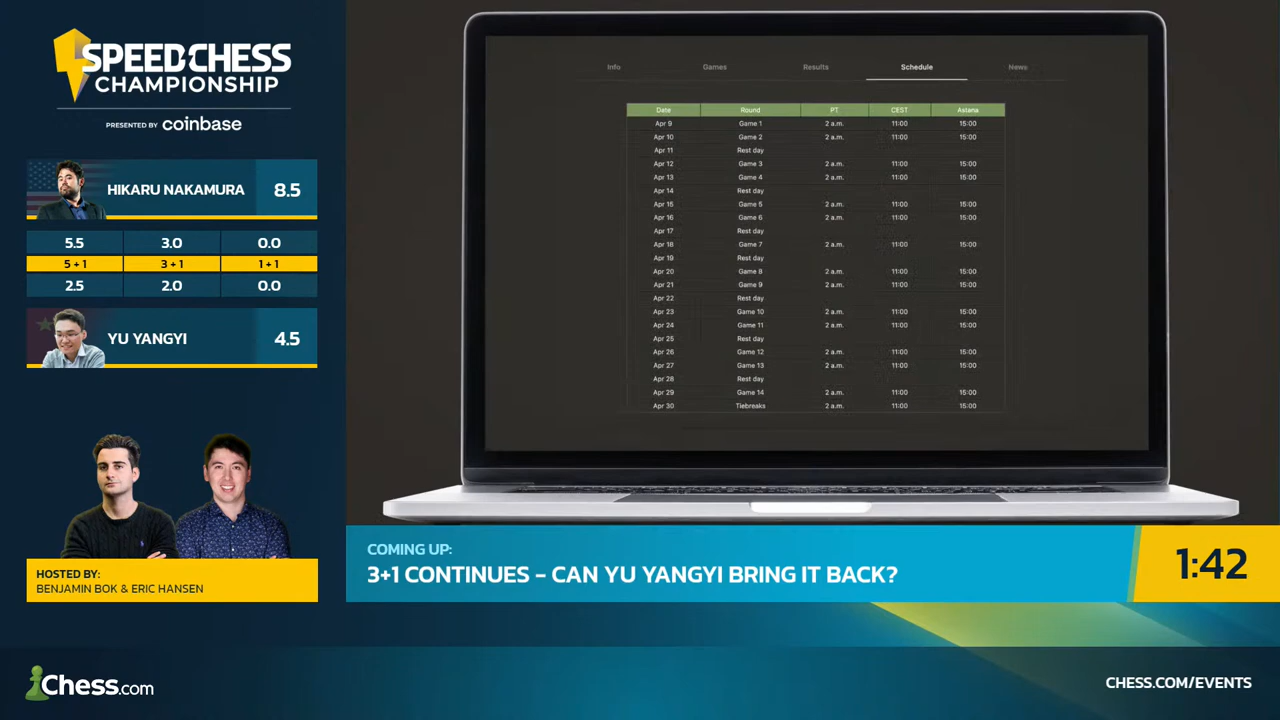 SPEED CHESS
CHAMPIONSHIP
PRESENTED BY coinbase
HIKARU NAKAMURA 8.5
5.5 3.0 0.0
5 + 1 3 + 1 1 + 1
2.5 2.0 0.0
YU YANGYI 4.5
HOSTED BY:
BENJAMIN BOK & ERIC HANSEN
Chess.com
Info Games Results Schedule News
Date Round PT CEST Astana
Apr 9 Game 1 2 a.m. 11:00 15:00
Apr 10 Game 2 2 a.m. 11:00 15:00
Apr 11 Rest day
Apr 12 Game 3 2 a.m. 11:00 15:00
Apr 13 Game 4 2 a.m. 11:00 15:00
Apr 14 Rest day
Apr 15 Game 5 2 a.m. 11:00 15:00
Apr 16 Game 6 2 a.m. 11:00 15:00
Apr 17 Rest day
Apr 18 Game 7 2 a.m. 11:00 15:00
Apr 19 Rest day
Apr 20 Game 8 2 a.m. 11:00 15:00
Apr 21 Game 9 2 a.m. 11:00 15:00
Apr 22 Rest day
Apr 23 Game 10 2 a.m. 11:00 15:00
Apr 24 Game 11 2 a.m. 11:00 15:00
Apr 25 Rest day
Apr 26 Game 12 2 a.m. 11:00 15:00
Apr 27 Game 13 2 a.m. 11:00 15:00
Apr 28 Rest day
Apr 29 Game 14 2 a.m. 11:00 15:00
Apr 30 Tiebreaks 2 a.m. 11:00 15:00
COMING UP:
3+1 CONTINUES – CAN YU YANGYI BRING IT BACK?
1:42
CHESS.COM/EVENTS